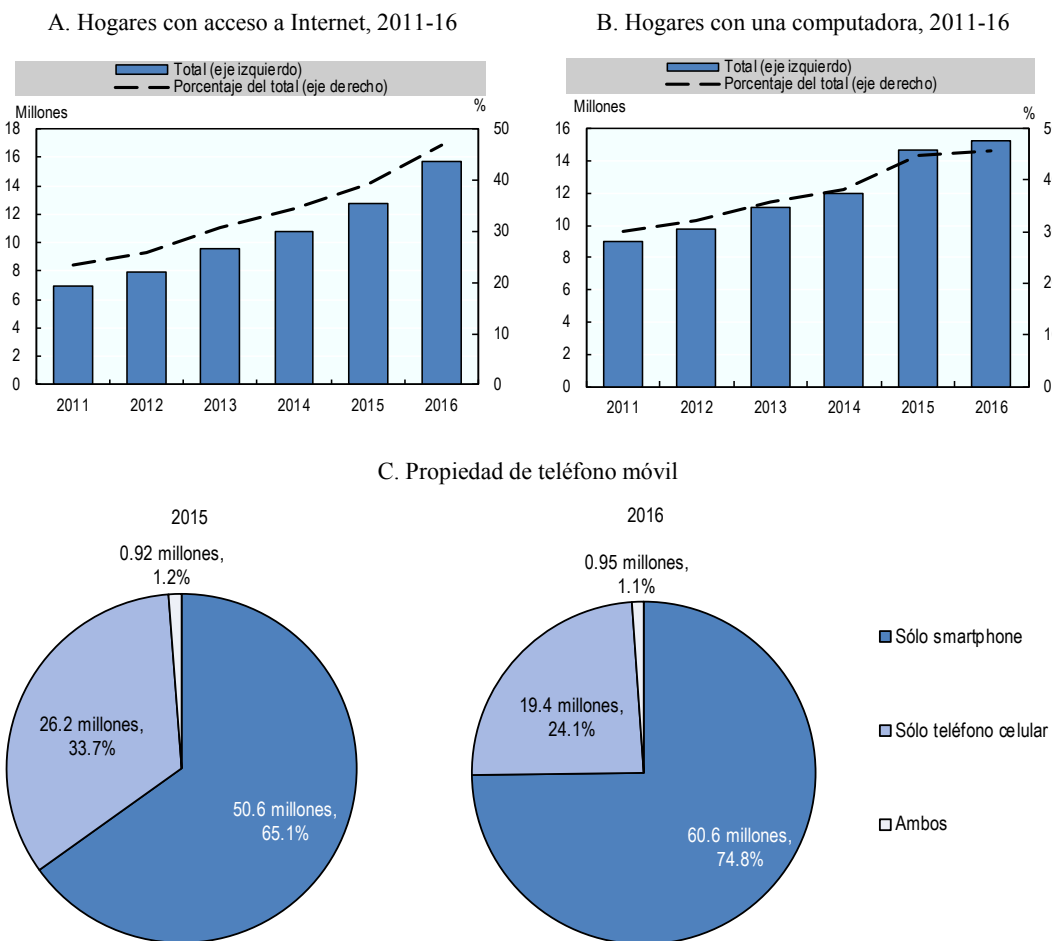 A. Hogares con acceso a Internet, 2011-16
Total (eje izquierdo)
Porcentaje del total (eje derecho)
Millones
%
18
16
14
12
10
8
6
4
2
0
50
40
30
20
10
0
2011 2012 2013 2014 2015 2016
B. Hogares con una computadora, 2011-16
Total (eje izquierdo)
Porcentaje del total (eje derecho)
Millones
%
16
14
12
10
8
6
4
2
0
5
4
3
2
1
0
2011 2012 2013 2014 2015 2016
C. Propiedad de teléfono móvil
2015
0.92 millones,
1.2%
26.2 millones,
33.7%
50.6 millones,
65.1%
2016
0.95 millones,
1.1%
19.4 millones,
24.1%
60.6 millones,
74.8%
Sólo smartphone
Sólo teléfono celular
Ambos